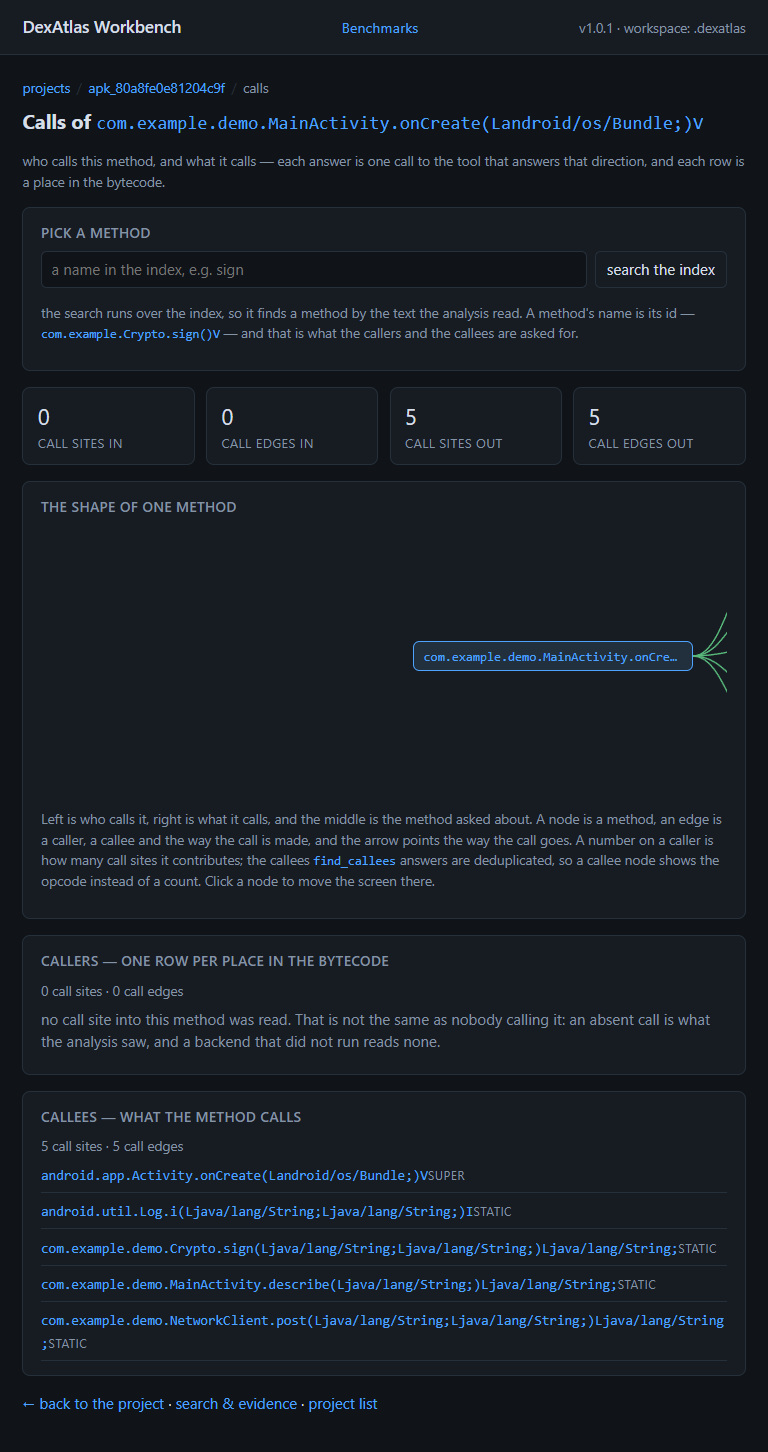 DexAtlas Workbench
Benchmarks
v1.0.1 · workspace: .dexatlas
projects / apk_80a8fe0e81204c9f / calls
Calls of com.example.demo.MainActivity.onCreate(Landroid/os/Bundle;)V
who calls this method, and what it calls — each answer is one call to the tool that answers that direction, and each row is
a place in the bytecode.
PICK A METHOD
a name in the index, e.g. sign
search the index
the search runs over the index, so it finds a method by the text the analysis read. A method's name is its id —
com.example.Crypto.sign()V — and that is what the callers and the callees are asked for.
0
CALL SITES IN
0
CALL EDGES IN
5
CALL SITES OUT
5
CALL EDGES OUT
THE SHAPE OF ONE METHOD
com.example.demo.MainActivity.onCre…
Left is who calls it, right is what it calls, and the middle is the method asked about. A node is a method, an edge is
a caller, a callee and the way the call is made, and the arrow points the way the call goes. A number on a caller is
how many call sites it contributes; the callees find_callees answers are deduplicated, so a callee node shows the
opcode instead of a count. Click a node to move the screen there.
CALLERS — ONE ROW PER PLACE IN THE BYTECODE
0 call sites · 0 call edges
no call site into this method was read. That is not the same as nobody calling it: an absent call is what
the analysis saw, and a backend that did not run reads none.
CALLEES — WHAT THE METHOD CALLS
5 call sites · 5 call edges
android.app.Activity.onCreate(Landroid/os/Bundle;)VSUPER
android.util.Log.i(Ljava/lang/String;Ljava/lang/String;)ISTATIC
com.example.demo.Crypto.sign(Ljava/lang/String;Ljava/lang/String;)Ljava/lang/String;STATIC
com.example.demo.MainActivity.describe(Ljava/lang/String;)Ljava/lang/String;STATIC
com.example.demo.NetworkClient.post(Ljava/lang/String;Ljava/lang/String;)Ljava/lang/String
;STATIC
← back to the project · search & evidence · project list